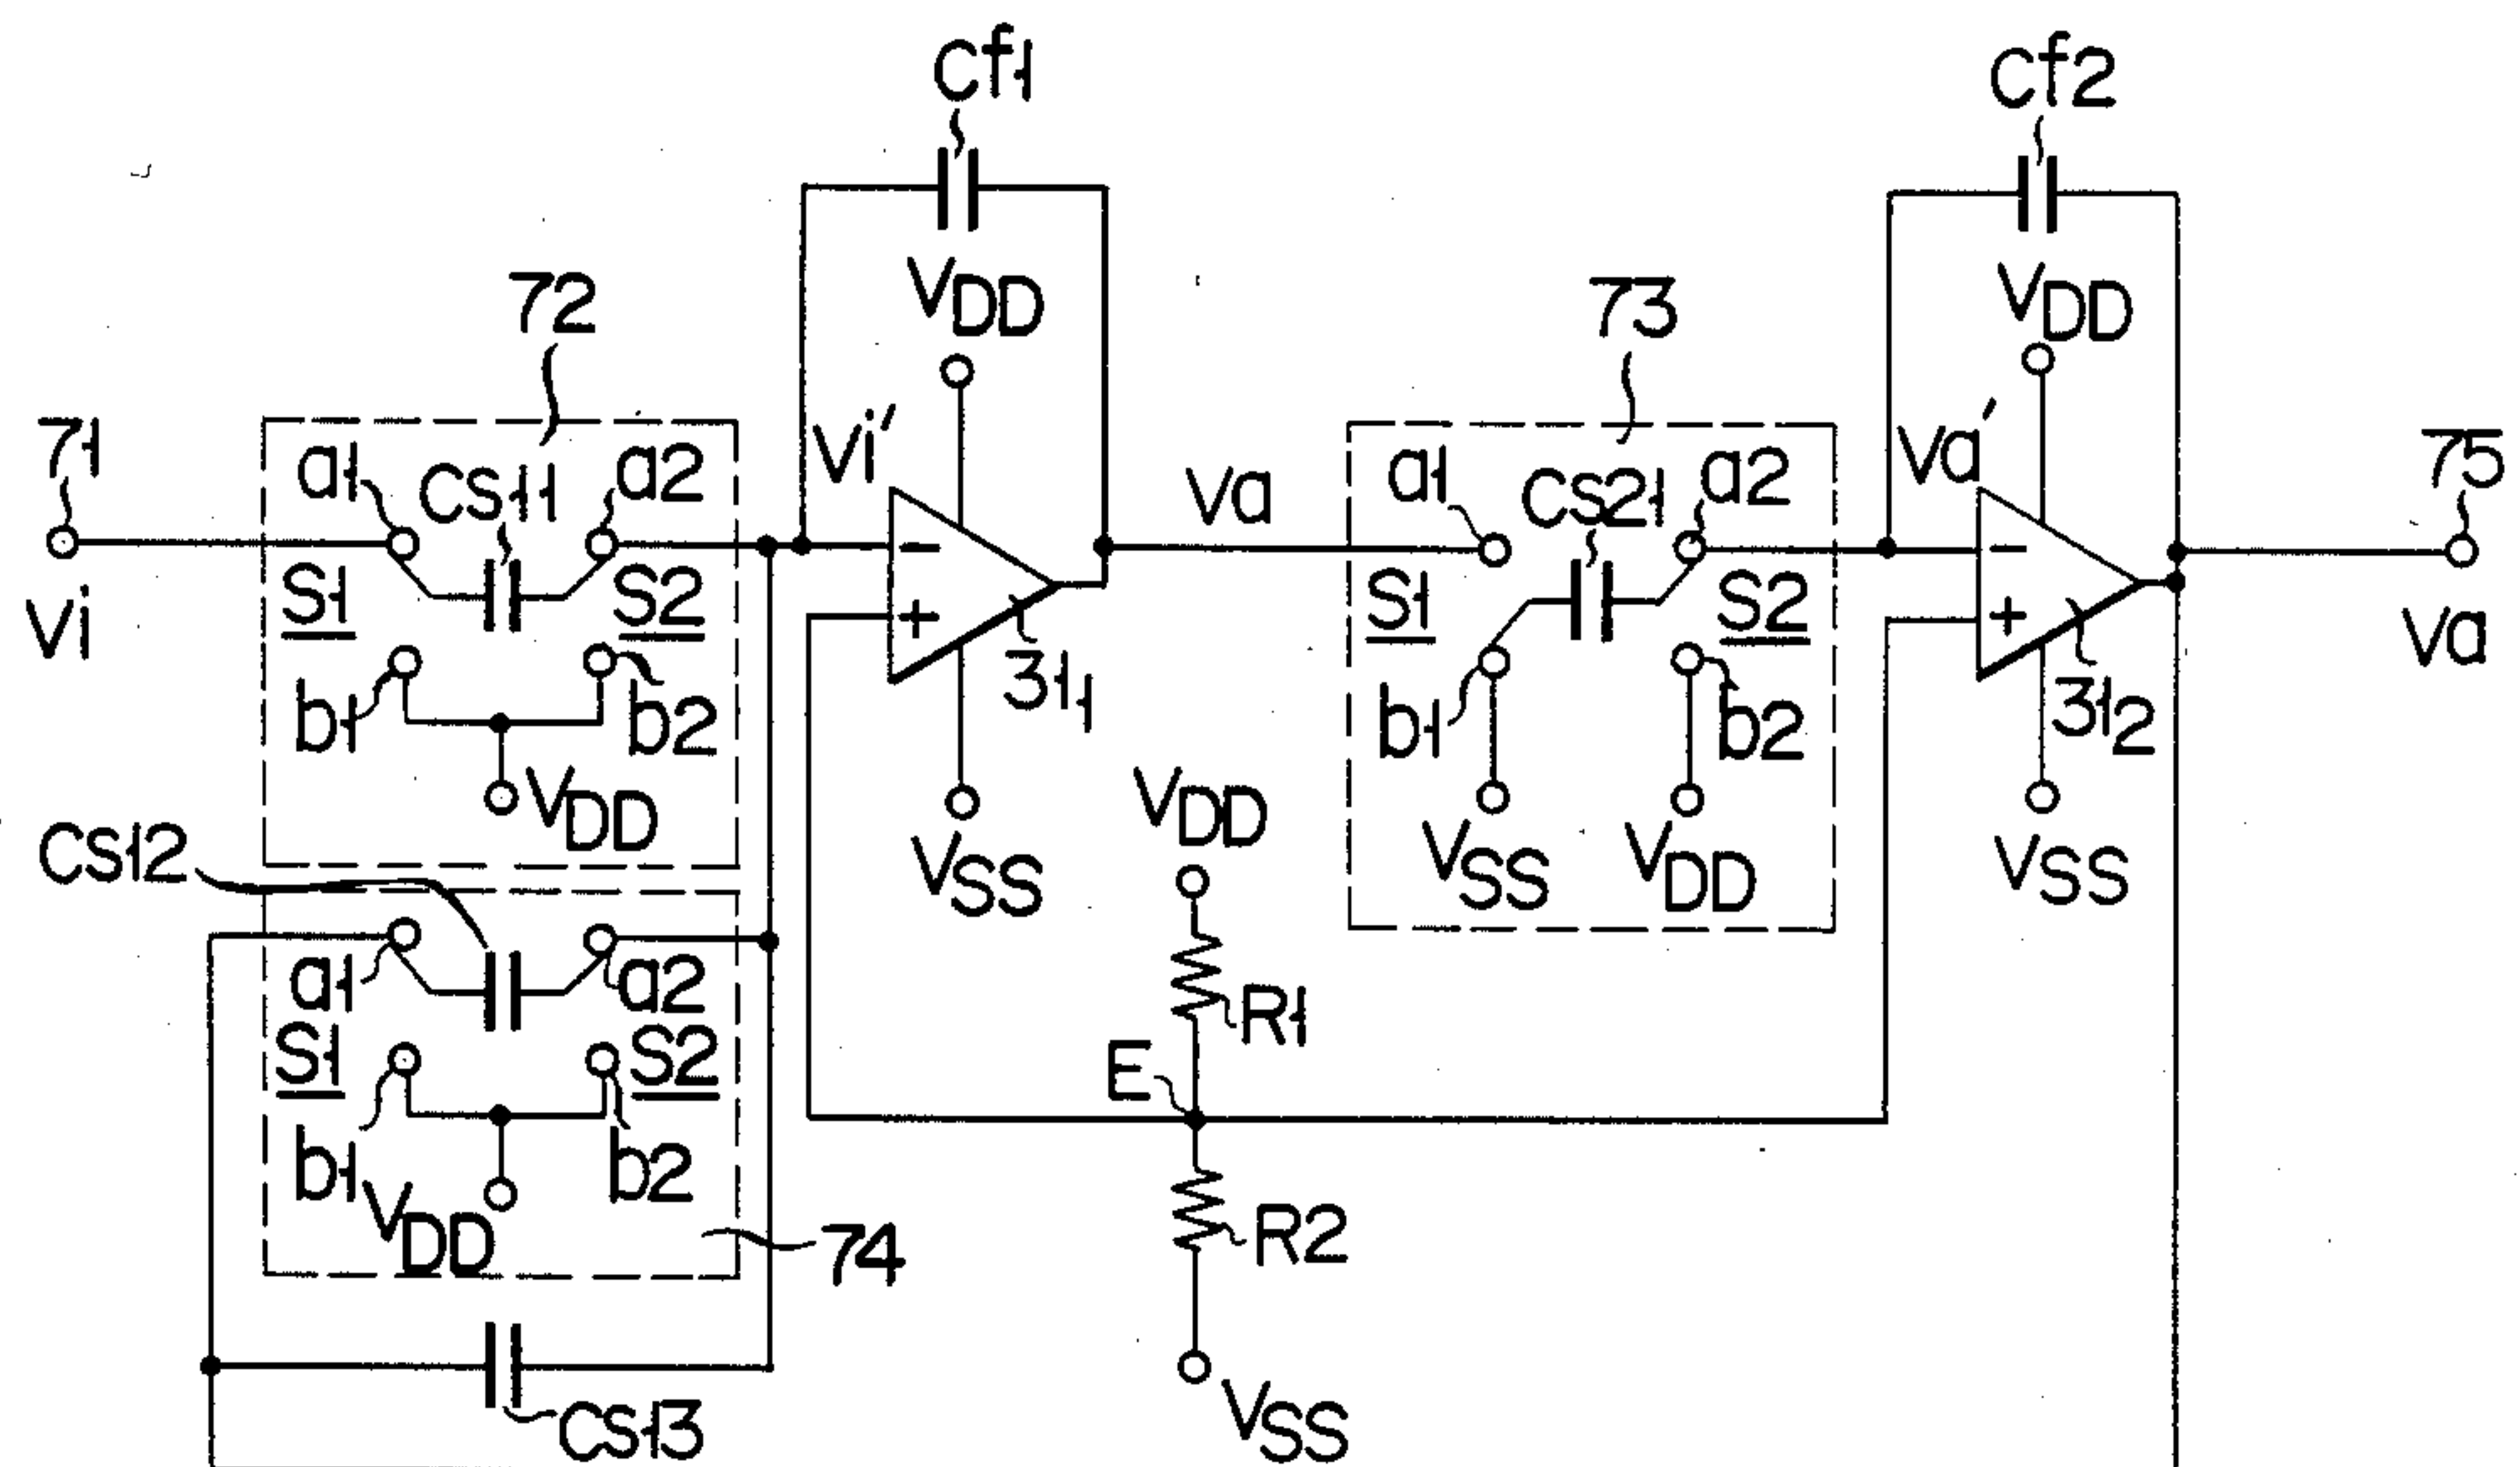 Cf1
Cf2
VDD
VDD
72
73
71
a1
Cs11
a2
Vi'
Va
a1
Cs21
a2
Va'
75
S1
S2
S1
S2
Vi
Va
b1
b2
311
b1
b2
312
VDD
VSS
VDD
VSS
VDD
VSS
Cs12
a1
a2
R1
S1
S2
E
b1
b2
VDD
74
R2
Cs13
VSS